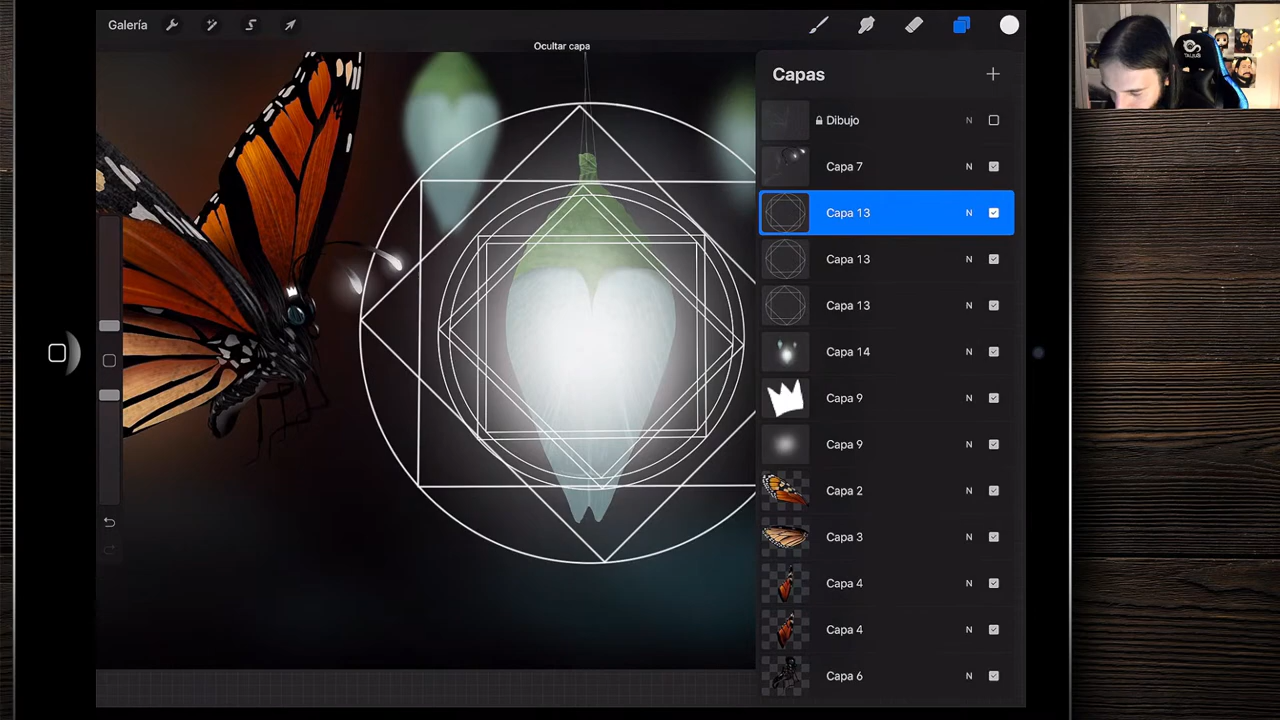 Galería
Ocultar capa
Capas
Dibujo N
Capa 7 N
Capa 13 N
Capa 13 N
Capa 13 N
Capa 14 N
Capa 9 N
Capa 9 N
Capa 2 N
Capa 3 N
Capa 4 N
Capa 4 N
Capa 6 N